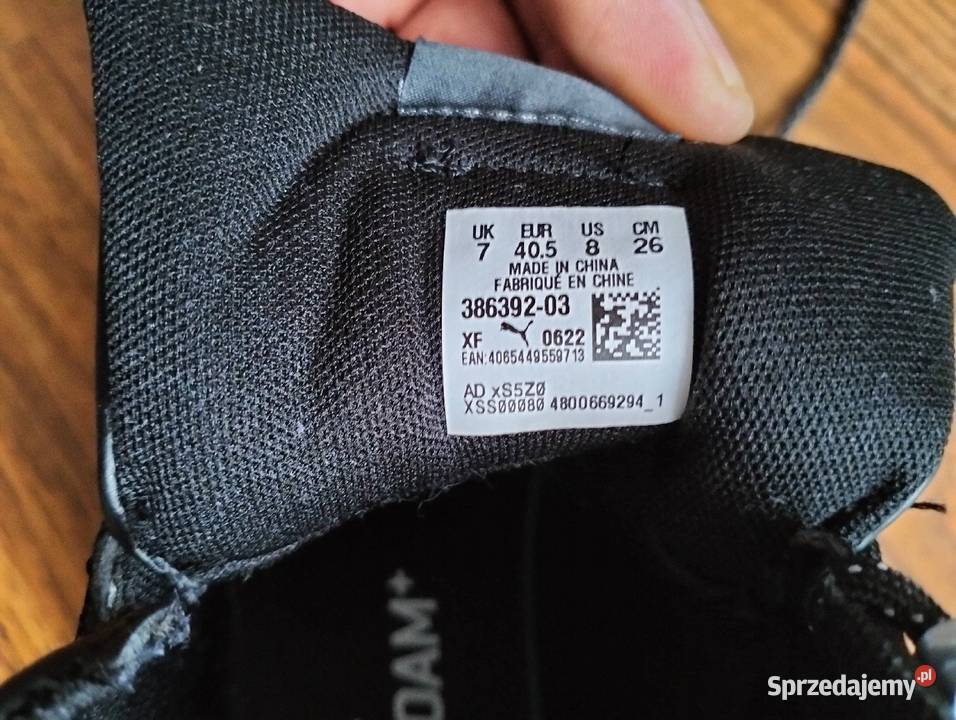 UK EUR US CM
7 40.5 8 26
MADE IN CHINA
FABRIQUÉ EN CHINE
386392-03
XF 0622
EAN:4065449559713
AD xS5Z0
XSS00080 4800669294_1
OAM+
Sprzedajemy.pl